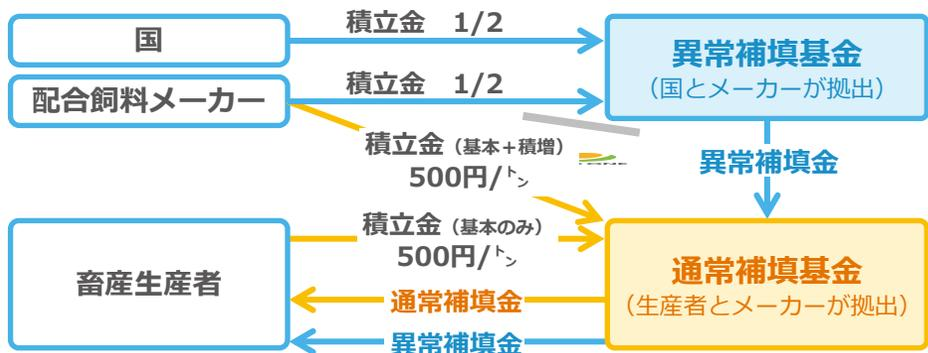 国
積立金 1/2
異常補填基金
（国とメーカーが拠出）
配合飼料メーカー
積立金 1/2
積立金（基本＋積増）
500円/㌧
異常補填金
畜産生産者
積立金（基本のみ）
500円/㌧
通常補填基金
（生産者とメーカーが拠出）
通常補填金
異常補填金